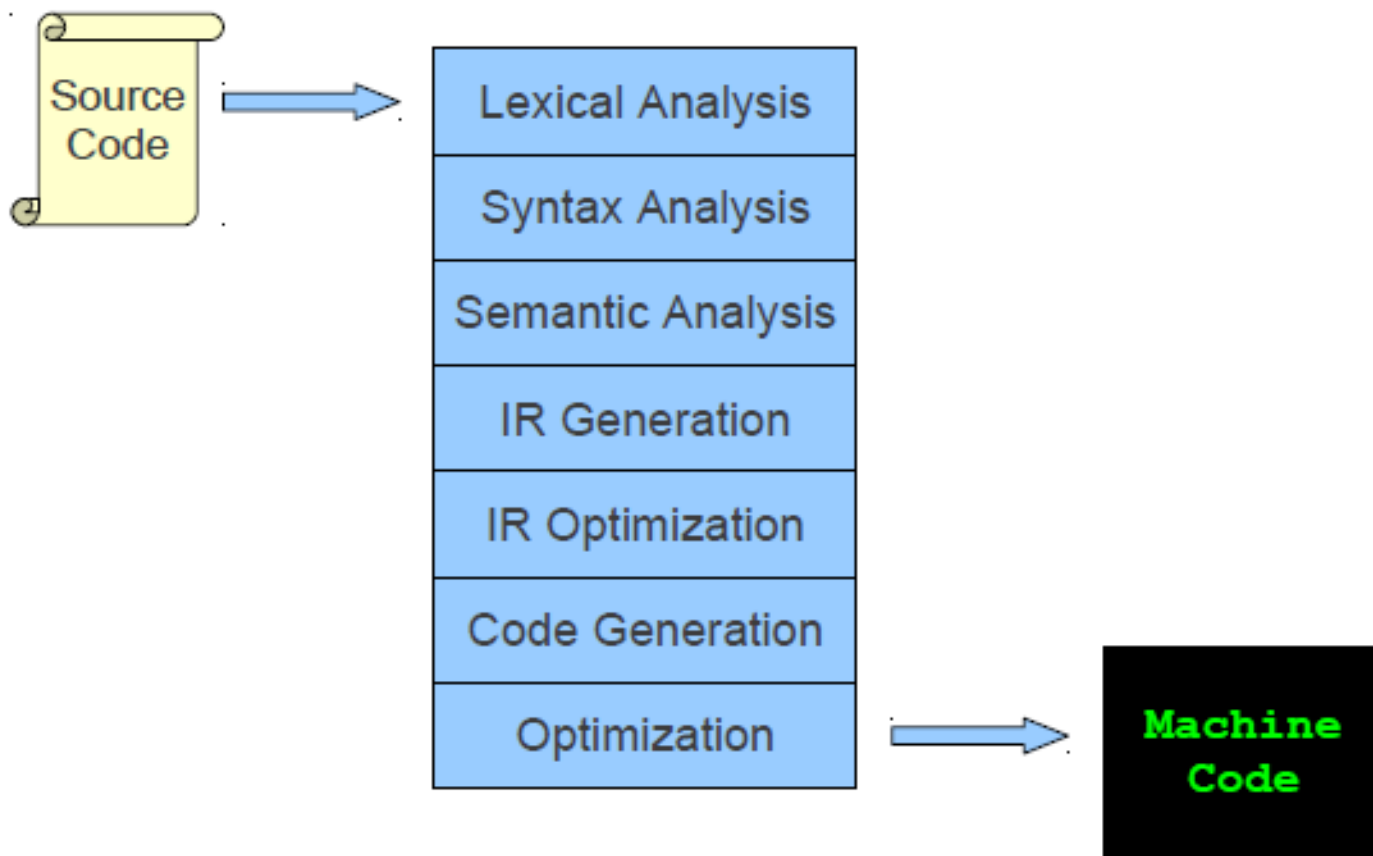 Source
Code
Lexical Analysis
Syntax Analysis
Semantic Analysis
IR Generation
IR Optimization
Code Generation
Optimization
Machine
Code